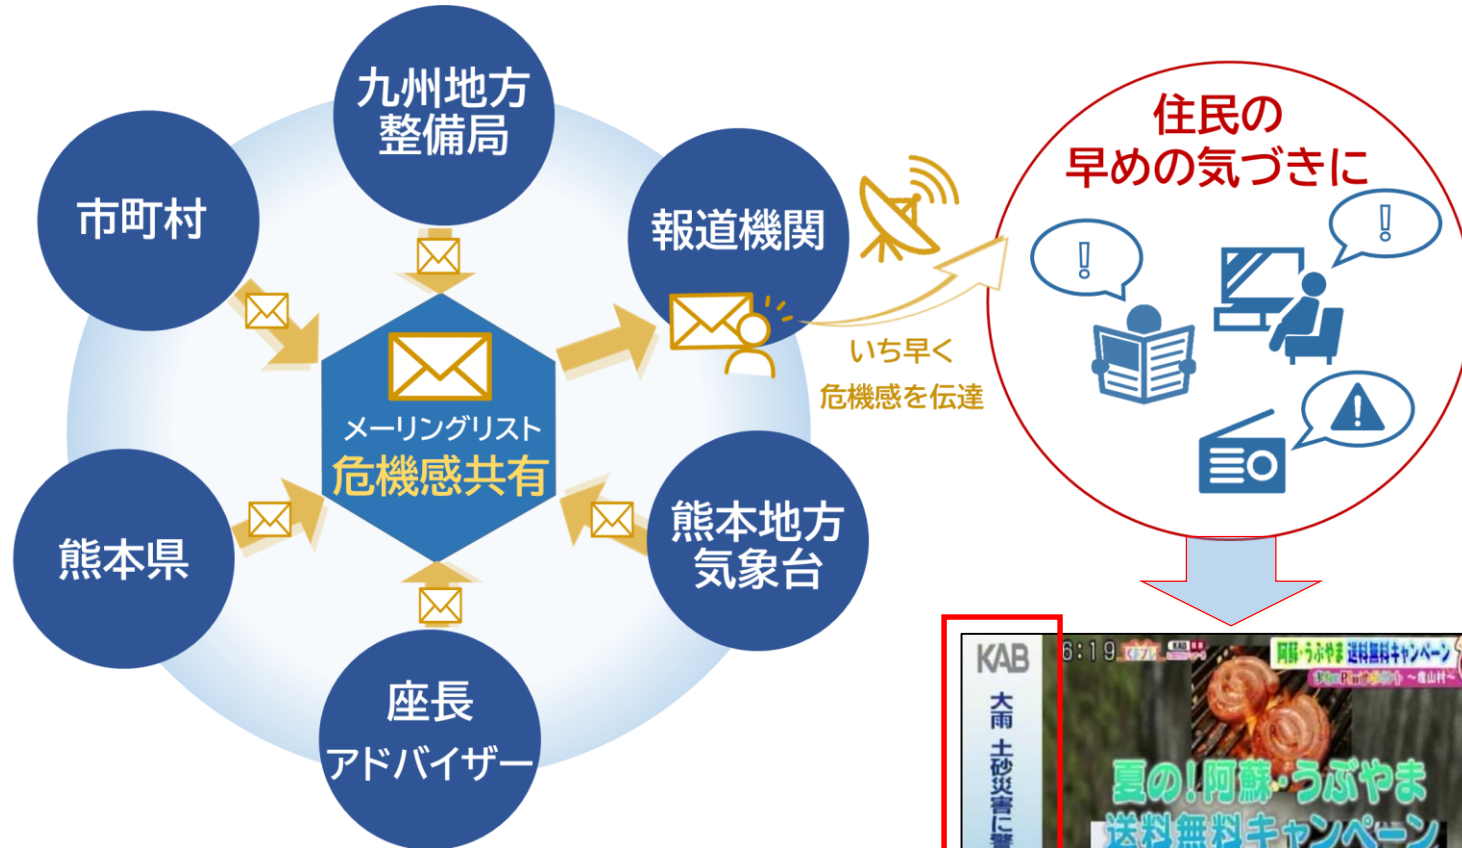 九州地方
整備局
市町村
報道機関
メーリングリスト
危機感共有
熊本県
熊本地方
気象台
座長
アドバイザー
いち早く
危機感を伝達
住民の
早めの気づきに
!
!
!
KAB
大雨 土砂災害に警
6:19
KAB
阿蘇・うぶやま 送料無料キャンペーン
～産山村～
夏の!阿蘇・うぶやま
送料無料キャンペーン